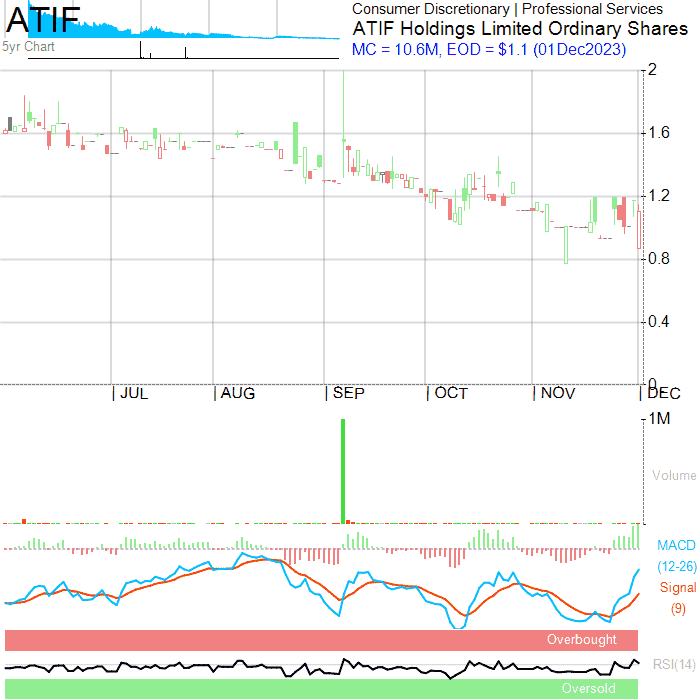 ATIF
5yr Chart
Consumer Discretionary | Professional Services
ATIF Holdings Limited Ordinary Shares
MC = 10.6M, EOD = $1.1 (01Dec2023)
2
1.6
1.2
0.8
0.4
0
JUL
AUG
SEP
OCT
NOV
DEC
1M
Volume
MACD
(12-26)
Signal
(9)
Overbought
RSI(14)
Oversold